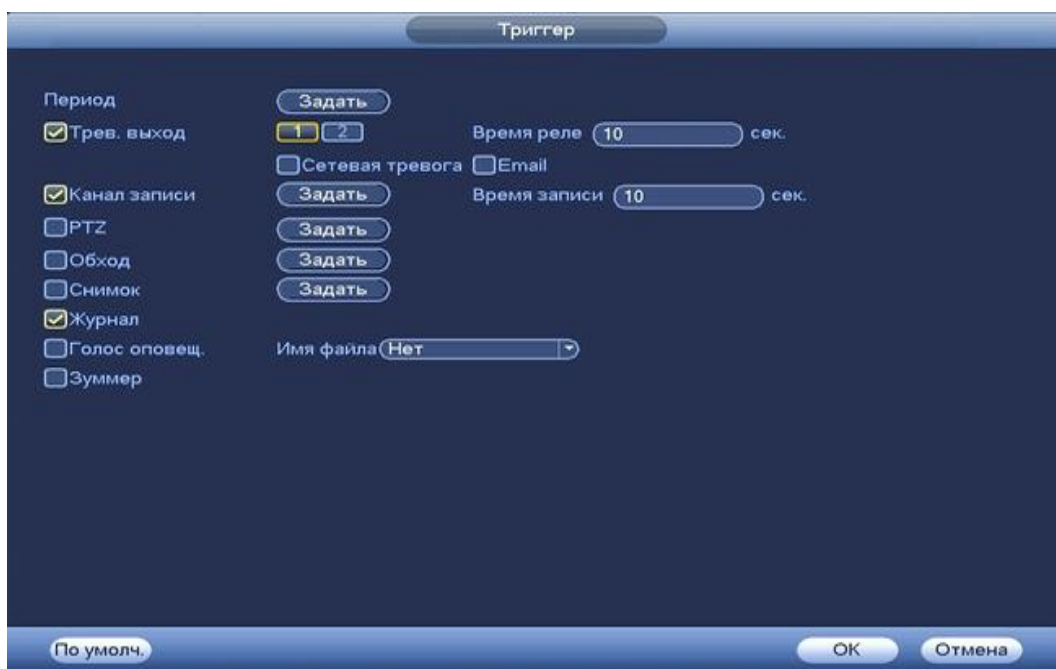 Триггер
Период Задать
Трев. выход 1 2 Время реле 10 сек.
Сетевая тревога Email
Канал записи Задать Время записи 10 сек.
PTZ Задать
Обход Задать
Снимок Задать
Журнал
Голос оповещ. Имя файла Нет
Зуммер
По умолч. OK Отмена